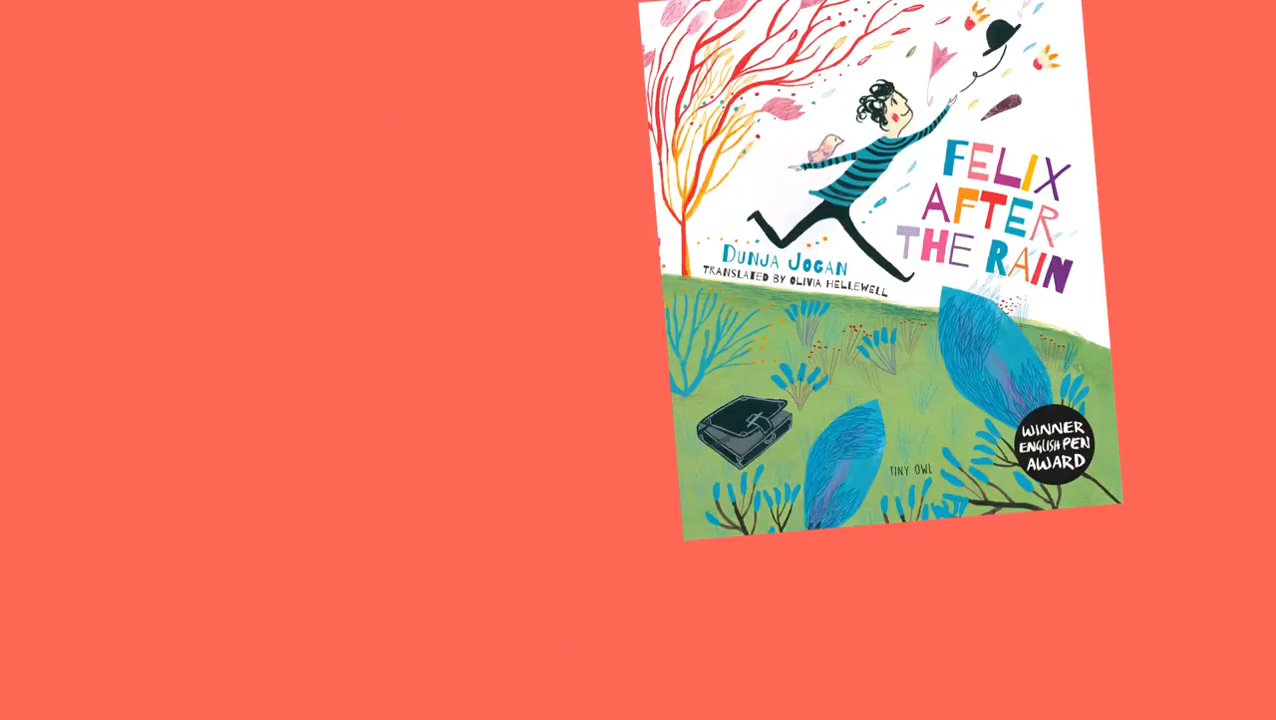 FELIX
AFTER
THE RAIN
DUNJA JOGAN
TRANSLATED BY OLIVIA HELLEWELL
WINNER
ENGLISH PEN
AWARD
TINY OWL